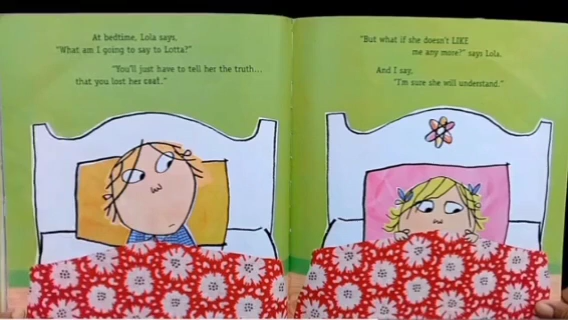 At bedtime, Lola says,
"What am I going to say to Lotta?"
"You'll just have to tell her the truth...
that you lost her coat."
"But what if she doesn't LIKE
me any more?" says Lola.
And I say,
"I'm sure she will understand."